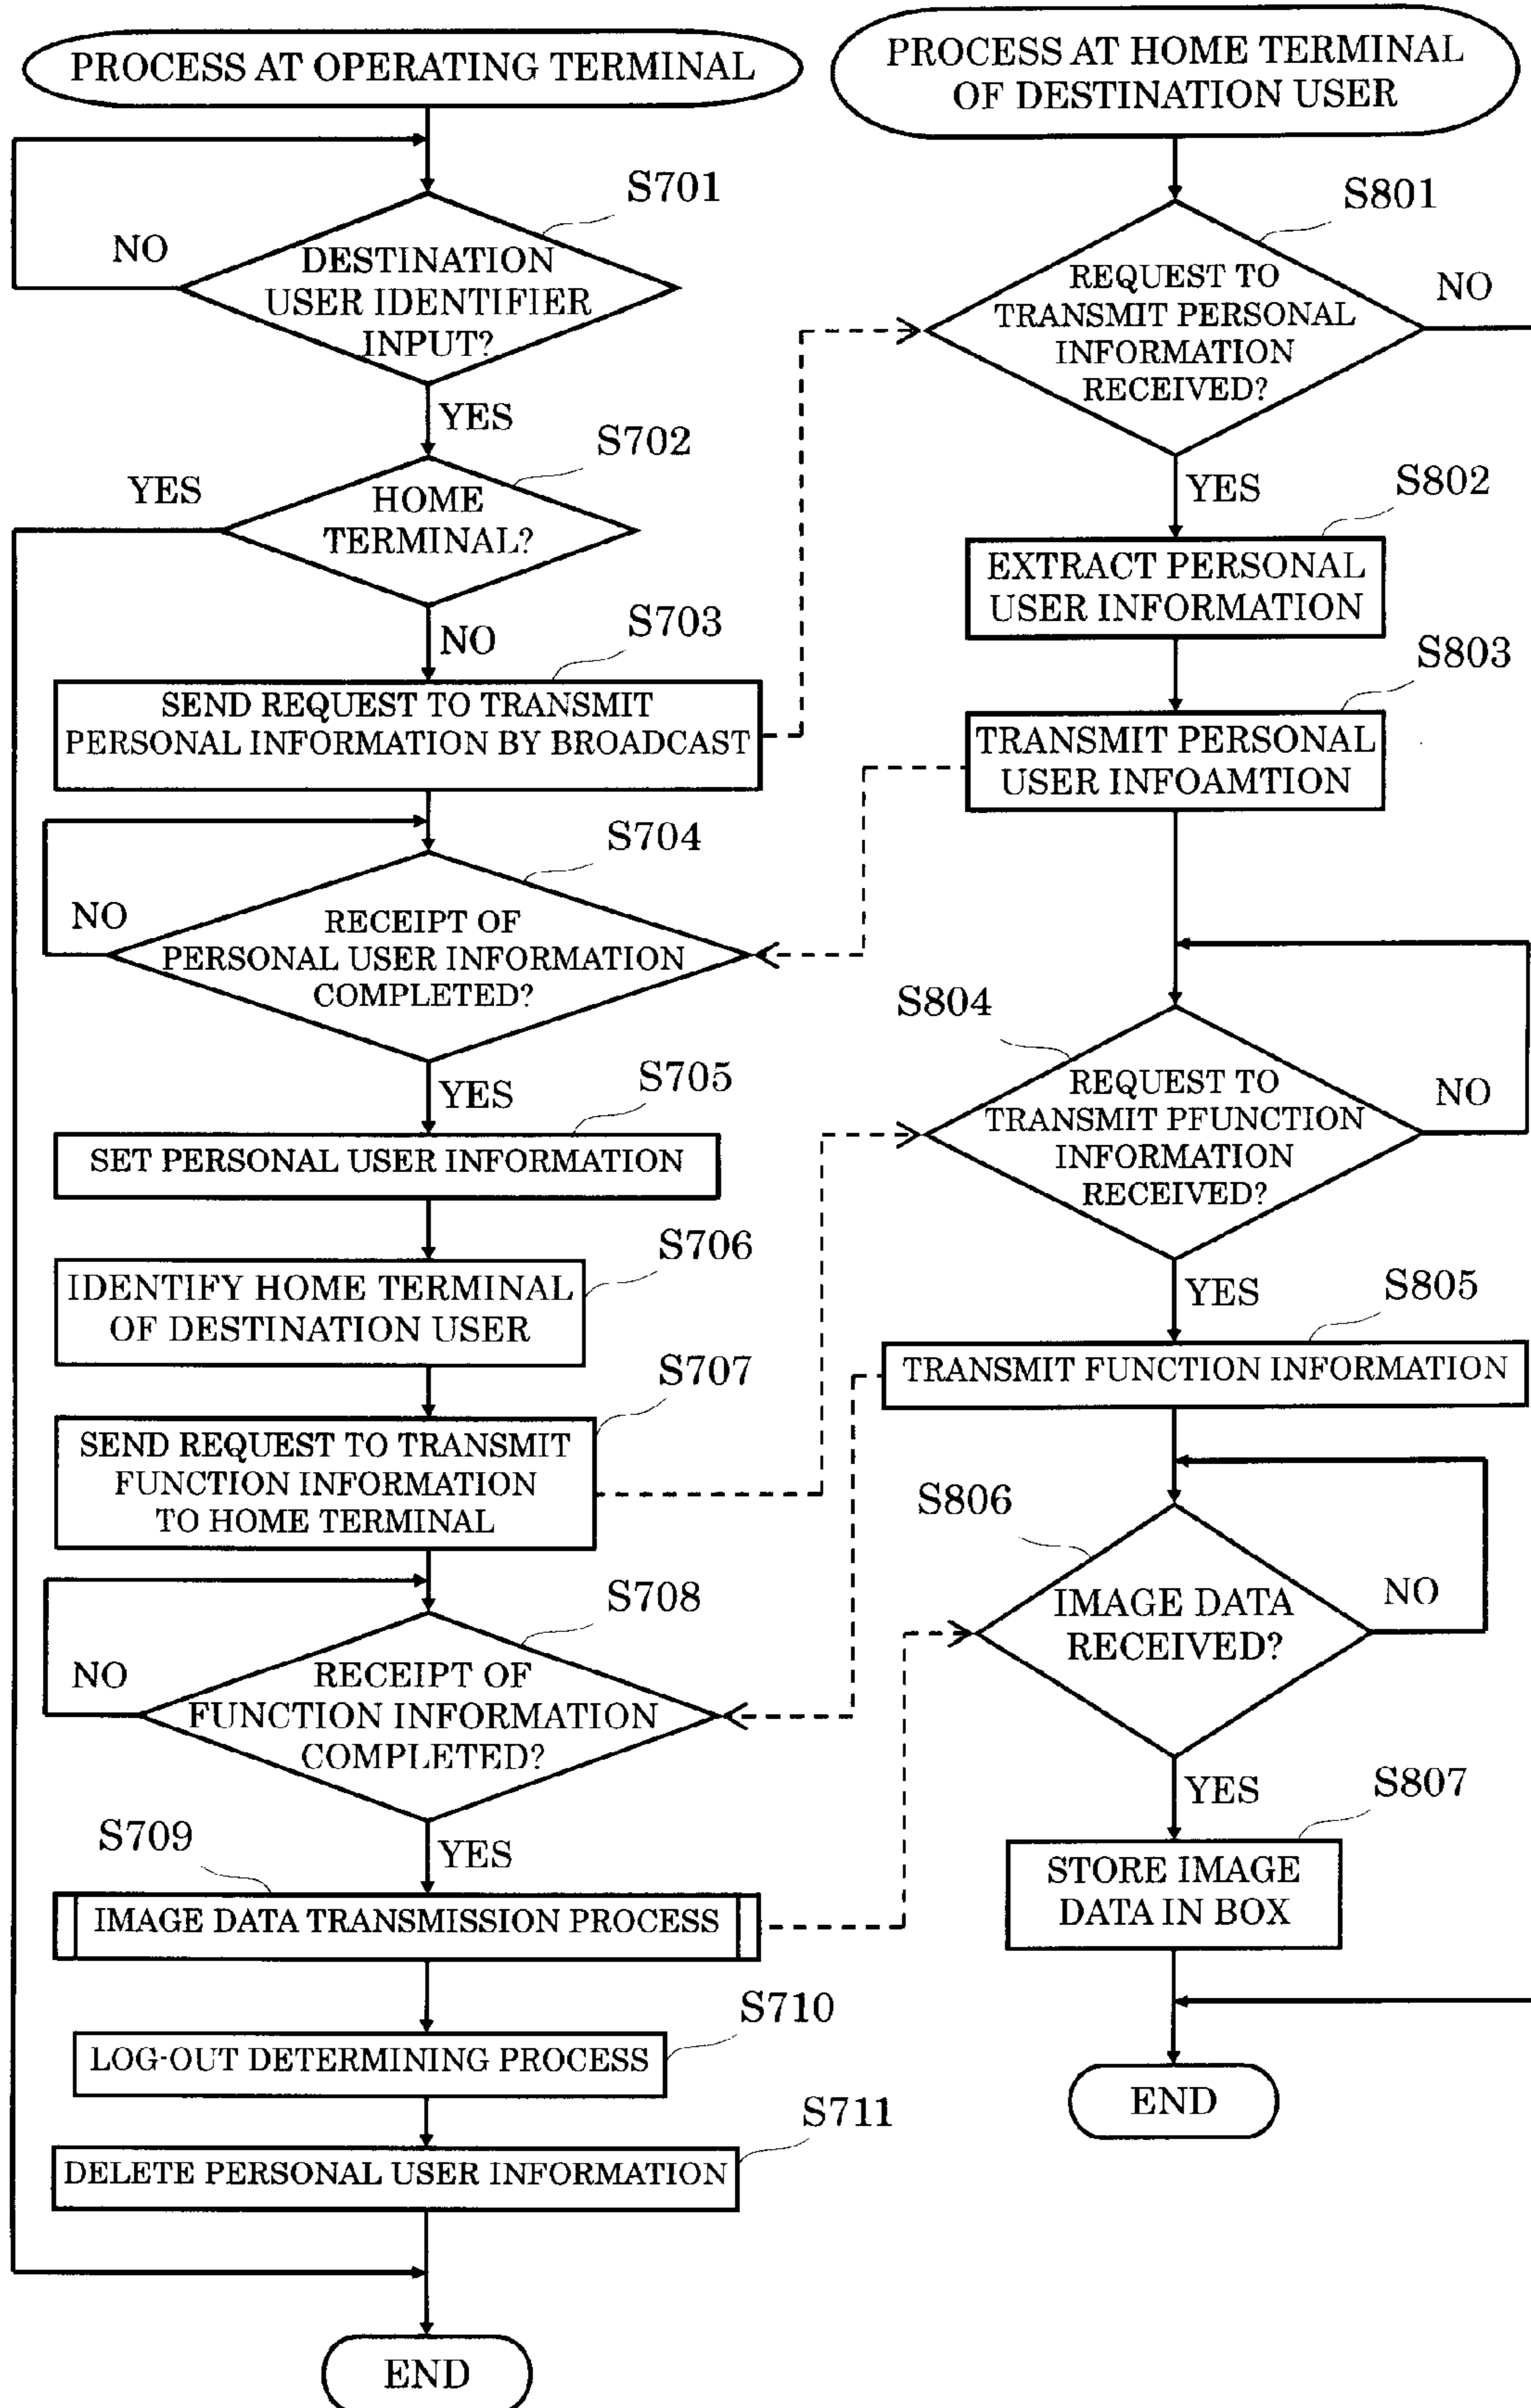 PROCESS AT OPERATING TERMINAL
S701
DESTINATION
USER IDENTIFIER
INPUT?
NO
YES
S702
HOME
TERMINAL?
YES
NO
S703
SEND REQUEST TO TRANSMIT
PERSONAL INFORMATION BY BROADCAST
S704
RECEIPT OF
PERSONAL USER INFORMATION
COMPLETED?
NO
YES
S705
SET PERSONAL USER INFORMATION
S706
IDENTIFY HOME TERMINAL
OF DESTINATION USER
S707
SEND REQUEST TO TRANSMIT
FUNCTION INFORMATION
TO HOME TERMINAL
S708
RECEIPT OF
FUNCTION INFORMATION
COMPLETED?
NO
YES
S709
IMAGE DATA TRANSMISSION PROCESS
S710
LOG-OUT DETERMINING PROCESS
S711
DELETE PERSONAL USER INFORMATION
END
PROCESS AT HOME TERMINAL
OF DESTINATION USER
S801
REQUEST TO
TRANSMIT PERSONAL
INFORMATION
RECEIVED?
NO
YES
S802
EXTRACT PERSONAL
USER INFORMATION
S803
TRANSMIT PERSONAL
USER INFOAMTION
S804
REQUEST TO
TRANSMIT PFUNCTION
INFORMATION
RECEIVED?
NO
YES
S805
TRANSMIT FUNCTION INFORMATION
S806
IMAGE DATA
RECEIVED?
NO
YES
S807
STORE IMAGE
DATA IN BOX
END